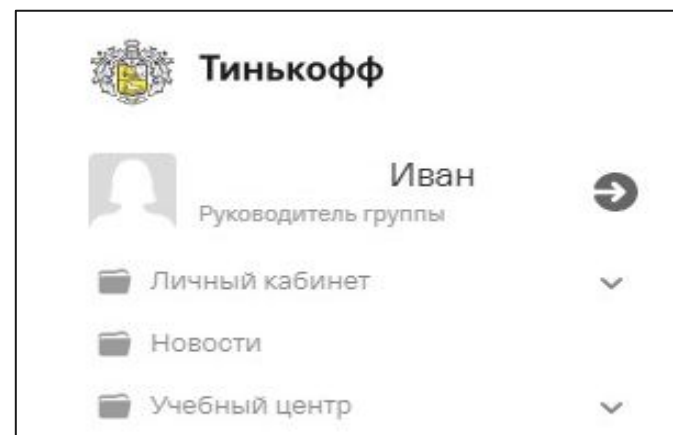 Тинькофф
Иван
Руководитель группы
Личный кабинет
Новости
Учебный центр